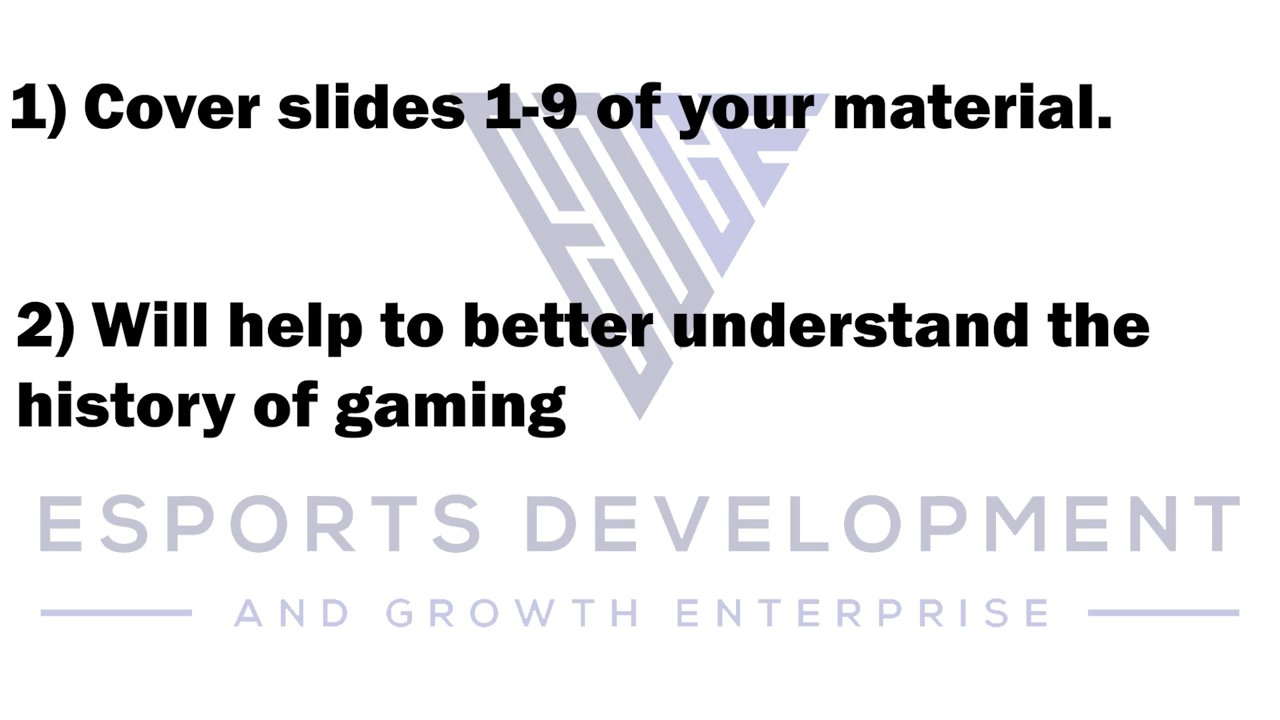 EDGE
1) Cover slides 1-9 of your material.
2) Will help to better understand the
history of gaming
ESPORTS DEVELOPMENT
AND GROWTH ENTERPRISE